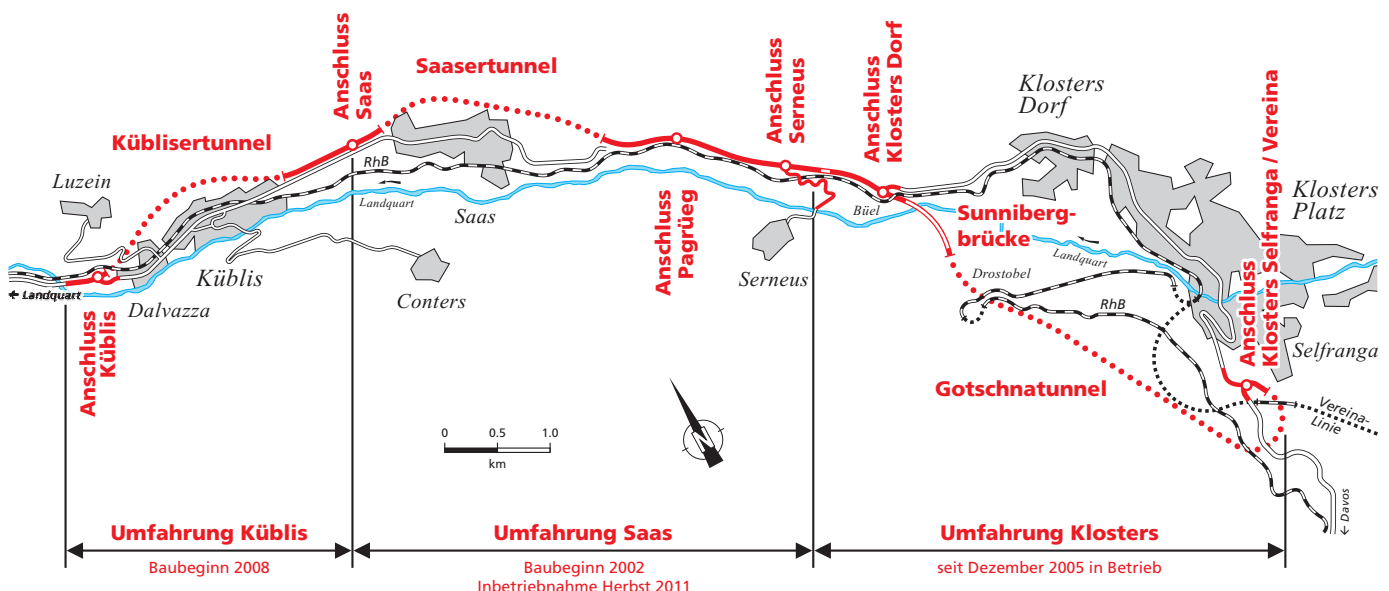 Anschluss
Saas
Saasertunnel
Anschluss
Serneus
Anschluss
Klosters Dorf
Klosters
Dorf
Küblisertunnel
Luzein
RhB
Landquart
Saas
Büel
Sunniberg-
brücke
Klosters
Platz
Anschluss
Klosters Selfranga / Vereina
Anschluss
Pagrüeg
Küblis
Conters
Serneus
Drostobel
Landquart
RhB
← Landquart
Dalvazza
Anschluss
Küblis
Selfranga
Gotschnatunnel
Vereina-
Linie
0 0.5 1.0
km
← Davos
Umfahrung Küblis
Baubeginn 2008
Umfahrung Saas
Baubeginn 2002
Inbetriebnahme Herbst 2011
Umfahrung Klosters
seit Dezember 2005 in Betrieb